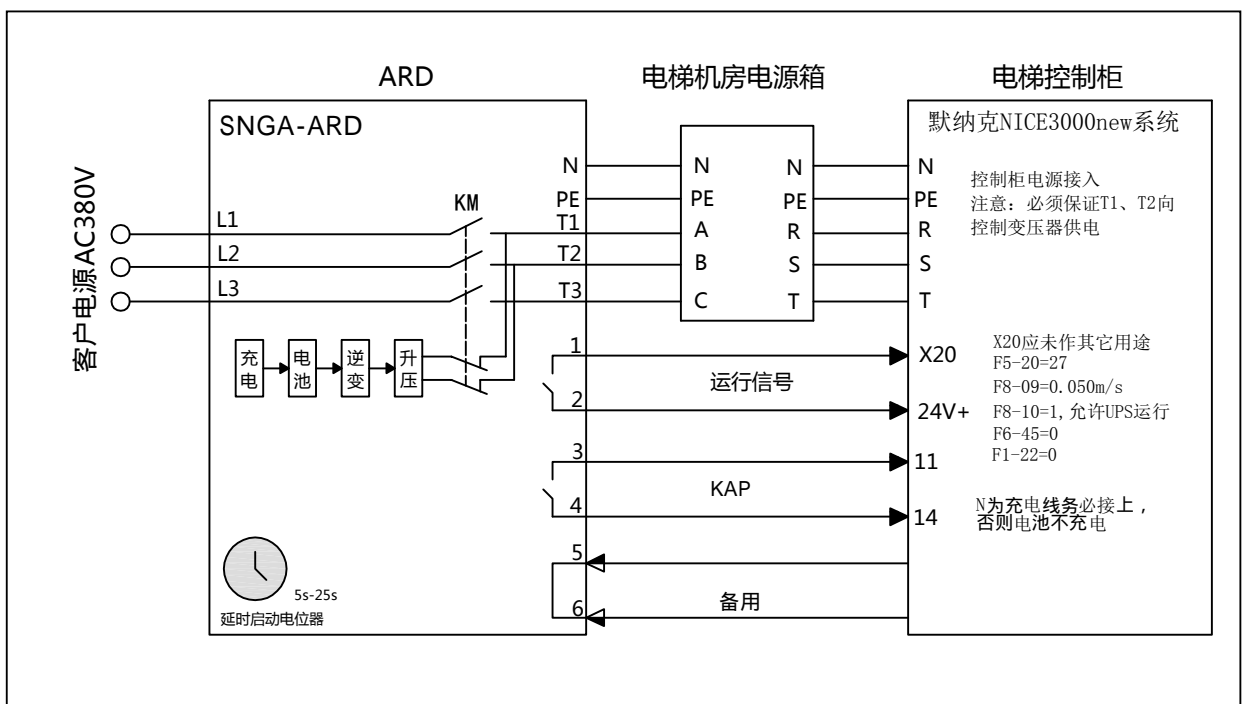 ARD
电梯机房电源箱
电梯控制柜
客户电源AC380V
SNGA-ARD
L1
L2
L3
KM
N
PE
T1
T2
T3
充电
电池
逆变
升压
1
2
3
4
5
6
5s-25s
延时启动电位器
N
PE
A
B
C
N
PE
R
S
T
运行信号
KAP
备用
默纳克NICE3000new系统
N
PE
R
S
T
控制柜电源接入
注意：必须保证T1、T2向
控制变压器供电
X20
24V+
11
14
X20应未作其它用途
F5-20=27
F8-09=0.050m/s
F8-10=1,允许UPS运行
F6-45=0
F1-22=0
N为充电线务必接上，
否则电池不充电